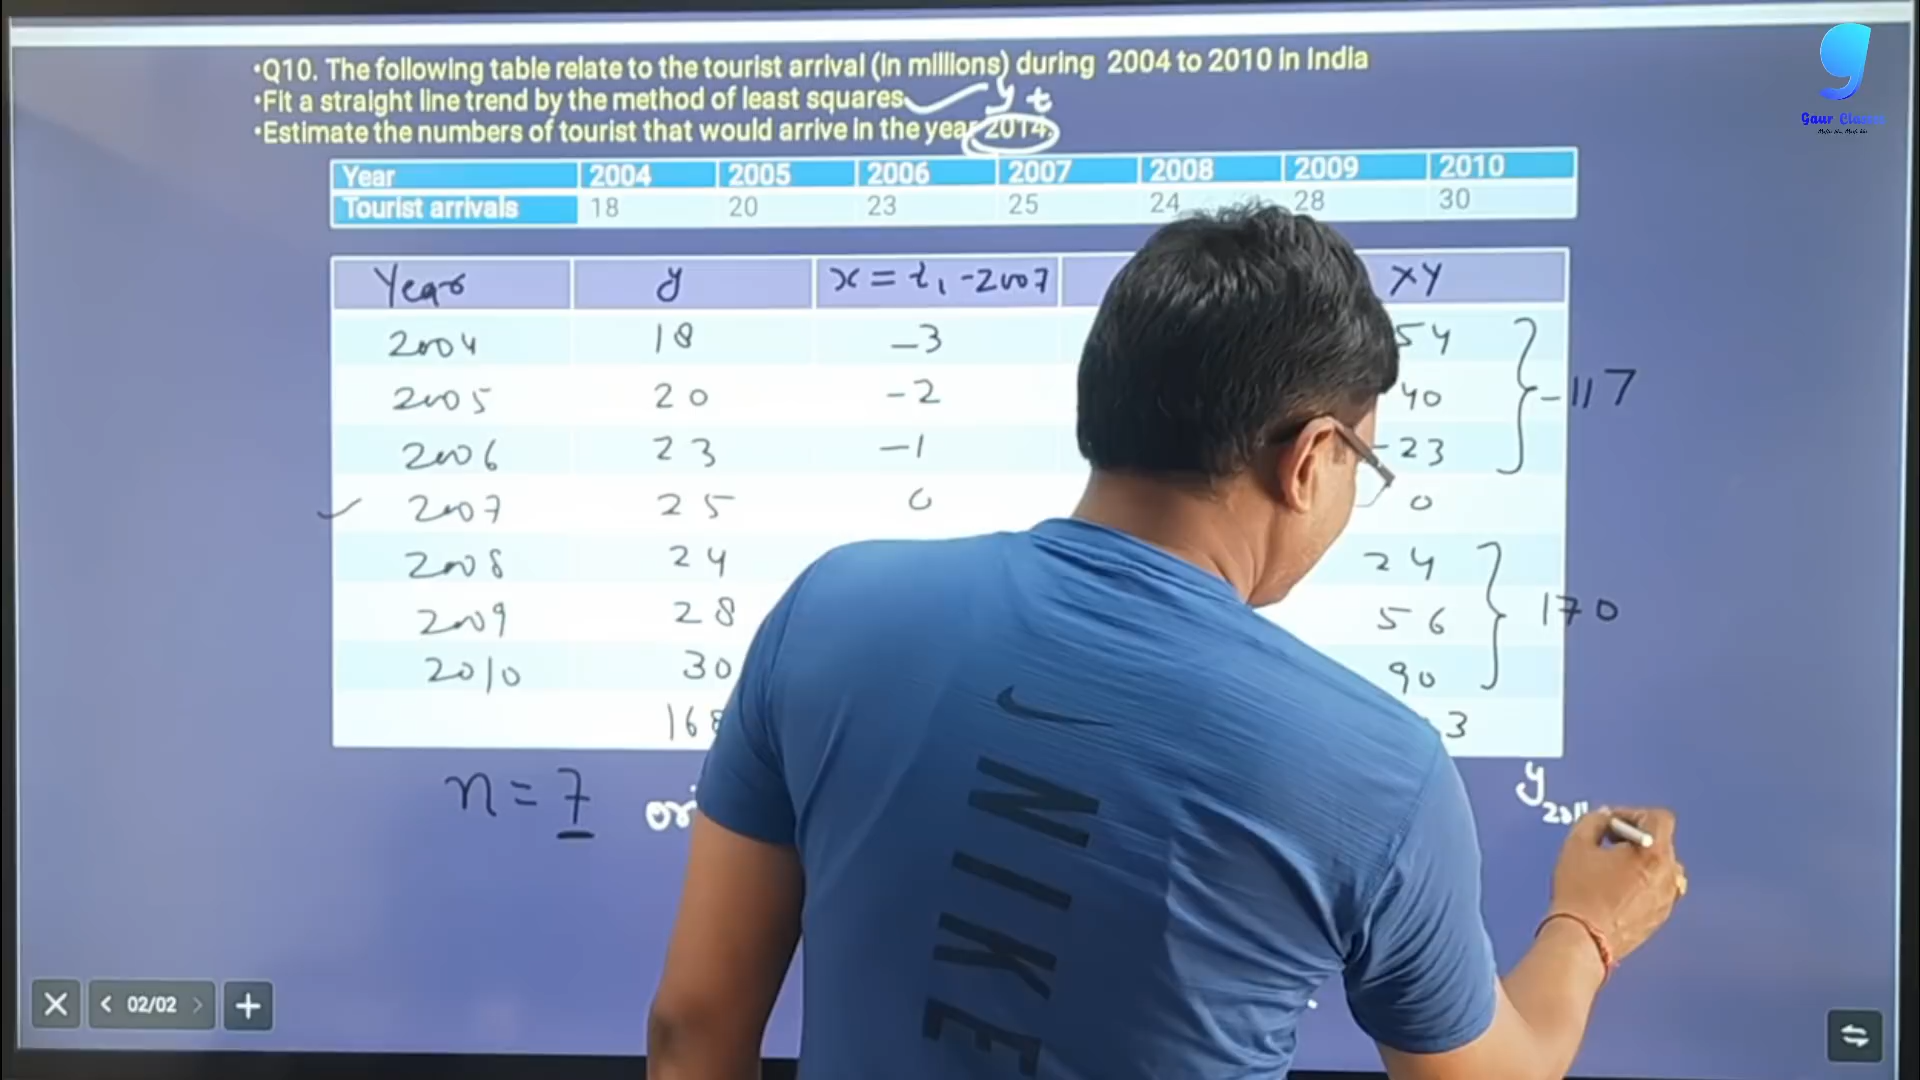 •Q10. The following table relate to the tourist arrival (in millions) during 2004 to 2010 in India
•Fit a straight line trend by the method of least squares
y t
•Estimate the numbers of tourist that would arrive in the year 2014.
Year 2004 2005 2006 2007 2008 2009 2010
Tourist arrivals 18 20 23 25 24 28 30
Year y x = t, -2007 XY
2004 18 -3 54
2005 20 -2 40
2006 23 -1 -23
-117
2007 25 0 0
2008 24 24
2009 28 56
170
2010 30 90
168 3
n = 7 ori y
02/02
Gaur Classes
NIKE